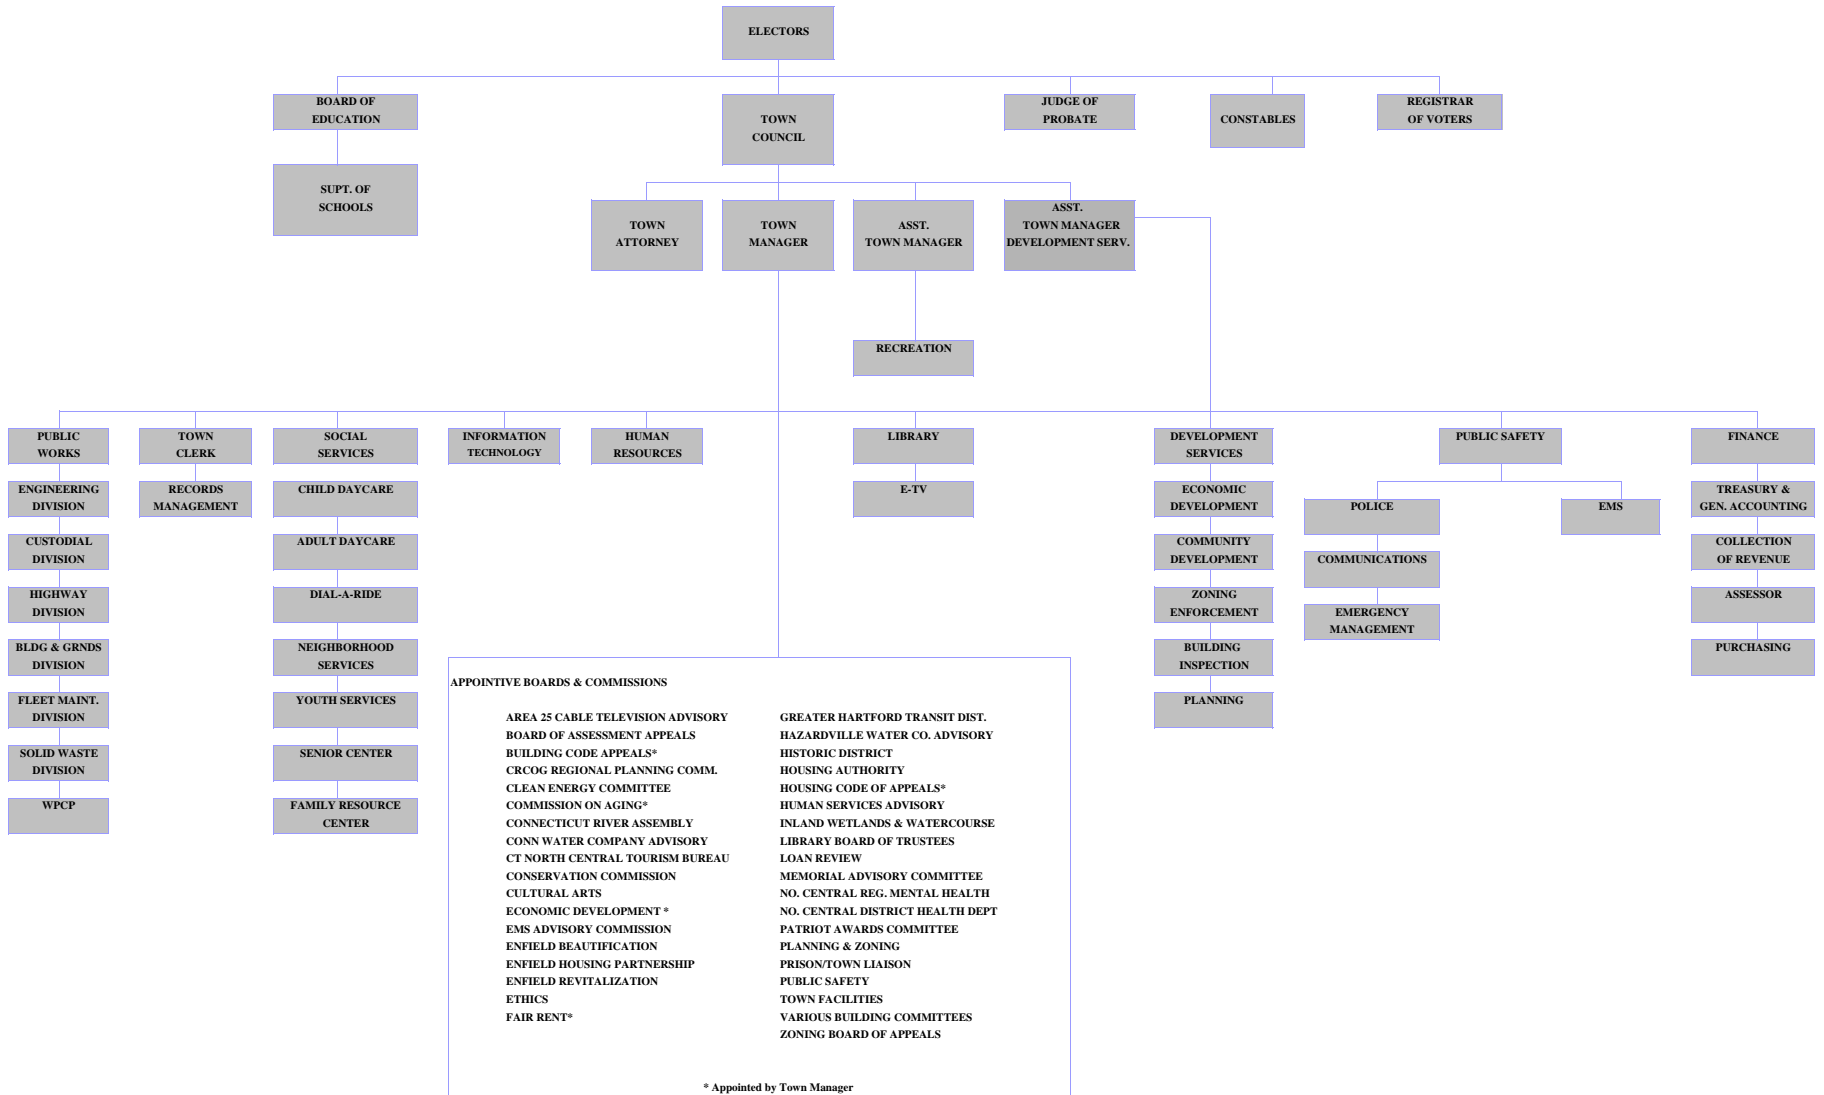 ELECTORS
BOARD OF
EDUCATION
TOWN
COUNCIL
JUDGE OF
PROBATE
CONSTABLES
REGISTRAR
OF VOTERS
SUPT. OF
SCHOOLS
TOWN
ATTORNEY
TOWN
MANAGER
ASST.
TOWN MANAGER
ASST.
TOWN MANAGER
DEVELOPMENT SERV.
RECREATION
PUBLIC
WORKS
TOWN
CLERK
SOCIAL
SERVICES
INFORMATION
TECHNOLOGY
HUMAN
RESOURCES
LIBRARY
DEVELOPMENT
SERVICES
PUBLIC SAFETY
FINANCE
ENGINEERING
DIVISION
CUSTODIAL
DIVISION
HIGHWAY
DIVISION
BLDG & GRNDS
DIVISION
FLEET MAINT.
DIVISION
SOLID WASTE
DIVISION
WPCP
RECORDS
MANAGEMENT
CHILD DAYCARE
ADULT DAYCARE
DIAL-A-RIDE
NEIGHBORHOOD
SERVICES
YOUTH SERVICES
SENIOR CENTER
FAMILY RESOURCE
CENTER
E-TV
ECONOMIC
DEVELOPMENT
COMMUNITY
DEVELOPMENT
ZONING
ENFORCEMENT
BUILDING
INSPECTION
PLANNING
POLICE
COMMUNICATIONS
EMERGENCY
MANAGEMENT
EMS
TREASURY &
GEN. ACCOUNTING
COLLECTION
OF REVENUE
ASSESSOR
PURCHASING
APPOINTIVE BOARDS & COMMISSIONS
AREA 25 CABLE TELEVISION ADVISORY
BOARD OF ASSESSMENT APPEALS
BUILDING CODE APPEALS*
CRCOG REGIONAL PLANNING COMM.
CLEAN ENERGY COMMITTEE
COMMISSION ON AGING*
CONNECTICUT RIVER ASSEMBLY
CONN WATER COMPANY ADVISORY
CT NORTH CENTRAL TOURISM BUREAU
CONSERVATION COMMISSION
CULTURAL ARTS
ECONOMIC DEVELOPMENT *
EMS ADVISORY COMMISSION
ENFIELD BEAUTIFICATION
ENFIELD HOUSING PARTNERSHIP
ENFIELD REVITALIZATION
ETHICS
FAIR RENT*
GREATER HARTFORD TRANSIT DIST.
HAZARDVILLE WATER CO. ADVISORY
HISTORIC DISTRICT
HOUSING AUTHORITY
HOUSING CODE OF APPEALS*
HUMAN SERVICES ADVISORY
INLAND WETLANDS & WATERCOURSE
LIBRARY BOARD OF TRUSTEES
LOAN REVIEW
MEMORIAL ADVISORY COMMITTEE
NO. CENTRAL REG. MENTAL HEALTH
NO. CENTRAL DISTRICT HEALTH DEPT
PATRIOT AWARDS COMMITTEE
PLANNING & ZONING
PRISON/TOWN LIAISON
PUBLIC SAFETY
TOWN FACILITIES
VARIOUS BUILDING COMMITTEES
ZONING BOARD OF APPEALS
* Appointed by Town Manager